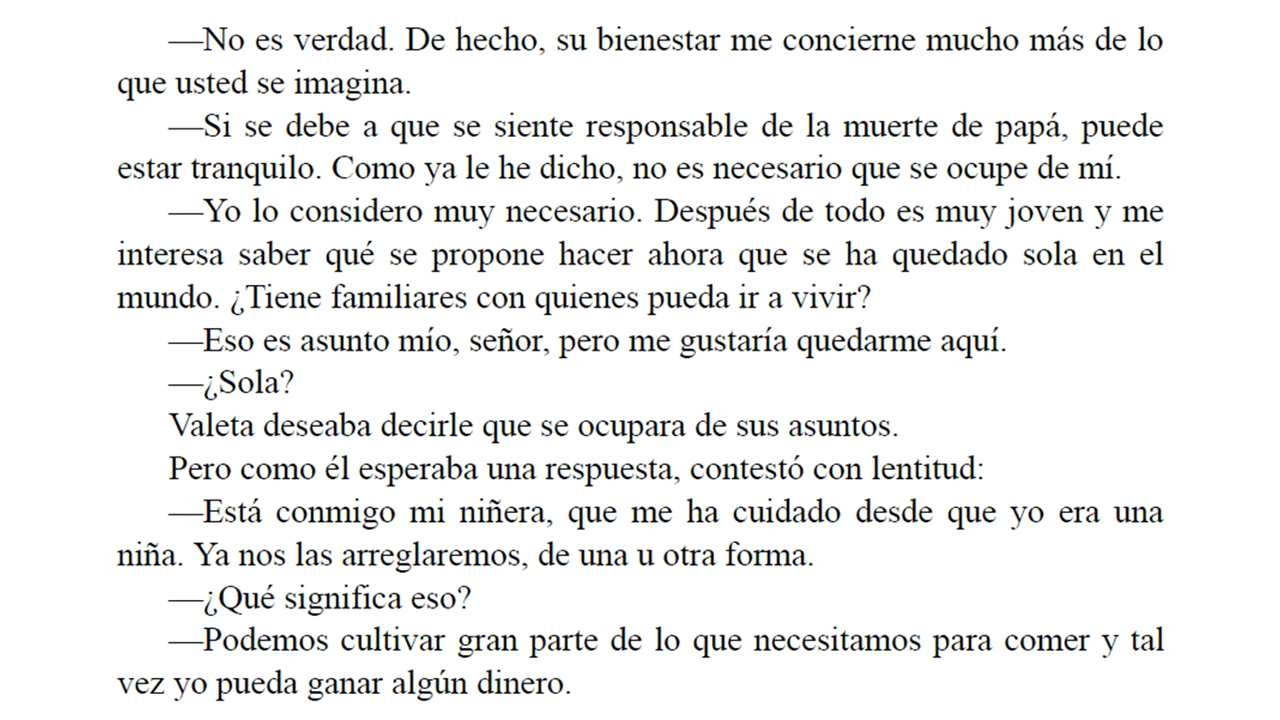 —No es verdad. De hecho, su bienestar me concierne mucho más de lo
que usted se imagina.
—Si se debe a que se siente responsable de la muerte de papá, puede
estar tranquilo. Como ya le he dicho, no es necesario que se ocupe de mí.
—Yo lo considero muy necesario. Después de todo es muy joven y me
interesa saber qué se propone hacer ahora que se ha quedado sola en el
mundo. ¿Tiene familiares con quienes pueda ir a vivir?
—Eso es asunto mío, señor, pero me gustaría quedarme aquí.
—¿Sola?
Valeta deseaba decirle que se ocupara de sus asuntos.
Pero como él esperaba una respuesta, contestó con lentitud:
—Está conmigo mi niñera, que me ha cuidado desde que yo era una
niña. Ya nos las arreglaremos, de una u otra forma.
—¿Qué significa eso?
—Podemos cultivar gran parte de lo que necesitamos para comer y tal
vez yo pueda ganar algún dinero.